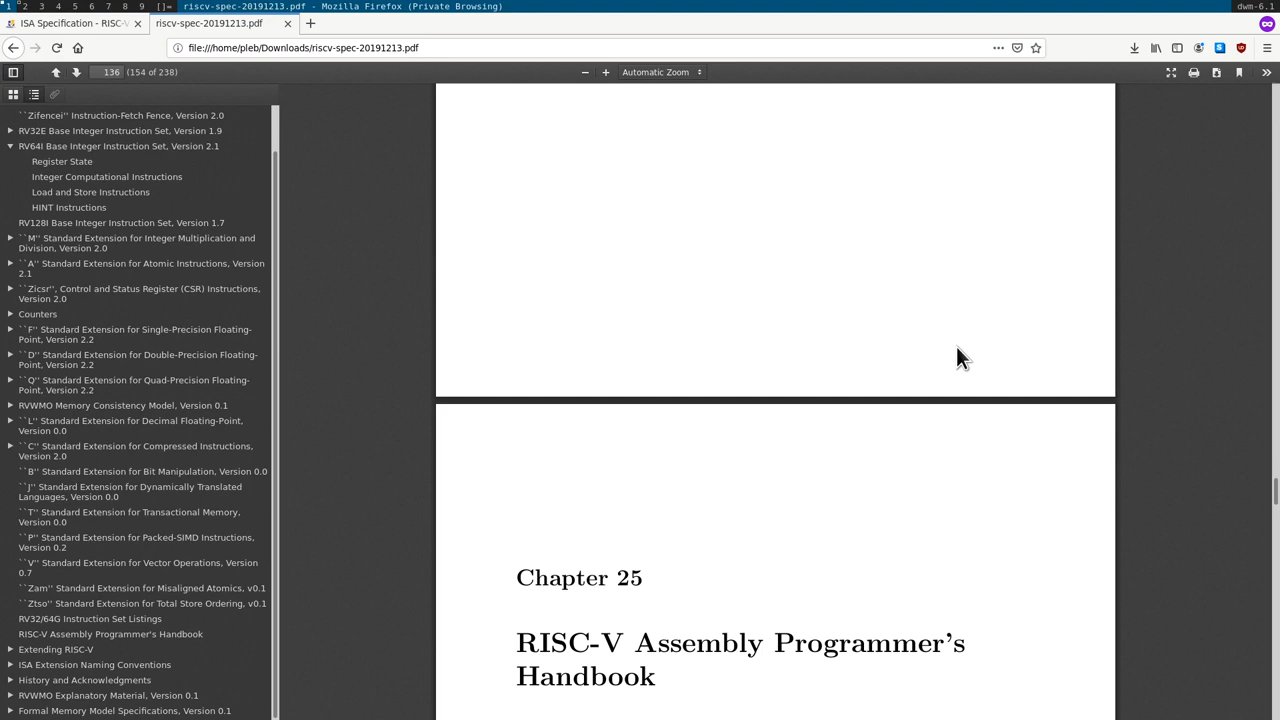 1 2 3 4 5 6 7 8 9 []= riscv-spec-20191213.pdf - Mozilla Firefox (Private Browsing) dwm-6.1
ISA Specification - RISC-V riscv-spec-20191213.pdf
file:///home/pleb/Downloads/riscv-spec-20191213.pdf
136 (154 of 238) Automatic Zoom
``Zifencei'' Instruction-Fetch Fence, Version 2.0
RV32E Base Integer Instruction Set, Version 1.9
RV64I Base Integer Instruction Set, Version 2.1
Register State
Integer Computational Instructions
Load and Store Instructions
HINT Instructions
RV128I Base Integer Instruction Set, Version 1.7
``M'' Standard Extension for Integer Multiplication and
Division, Version 2.0
``A'' Standard Extension for Atomic Instructions, Version
2.1
``Zicsr'', Control and Status Register (CSR) Instructions,
Version 2.0
Counters
``F'' Standard Extension for Single-Precision Floating-
Point, Version 2.2
``D'' Standard Extension for Double-Precision Floating-
Point, Version 2.2
``Q'' Standard Extension for Quad-Precision Floating-
Point, Version 2.2
RVWMO Memory Consistency Model, Version 0.1
``L'' Standard Extension for Decimal Floating-Point,
Version 0.0
``C'' Standard Extension for Compressed Instructions,
Version 2.0
``B'' Standard Extension for Bit Manipulation, Version 0.0
``J'' Standard Extension for Dynamically Translated
Languages, Version 0.0
``T'' Standard Extension for Transactional Memory,
Version 0.0
``P'' Standard Extension for Packed-SIMD Instructions,
Version 0.2
``V'' Standard Extension for Vector Operations, Version
0.7
``Zam'' Standard Extension for Misaligned Atomics, v0.1
``Ztso'' Standard Extension for Total Store Ordering, v0.1
RV32/64G Instruction Set Listings
RISC-V Assembly Programmer's Handbook
Extending RISC-V
ISA Extension Naming Conventions
History and Acknowledgments
RVWMO Explanatory Material, Version 0.1
Formal Memory Model Specifications, Version 0.1
Chapter 25
RISC-V Assembly Programmer’s
Handbook